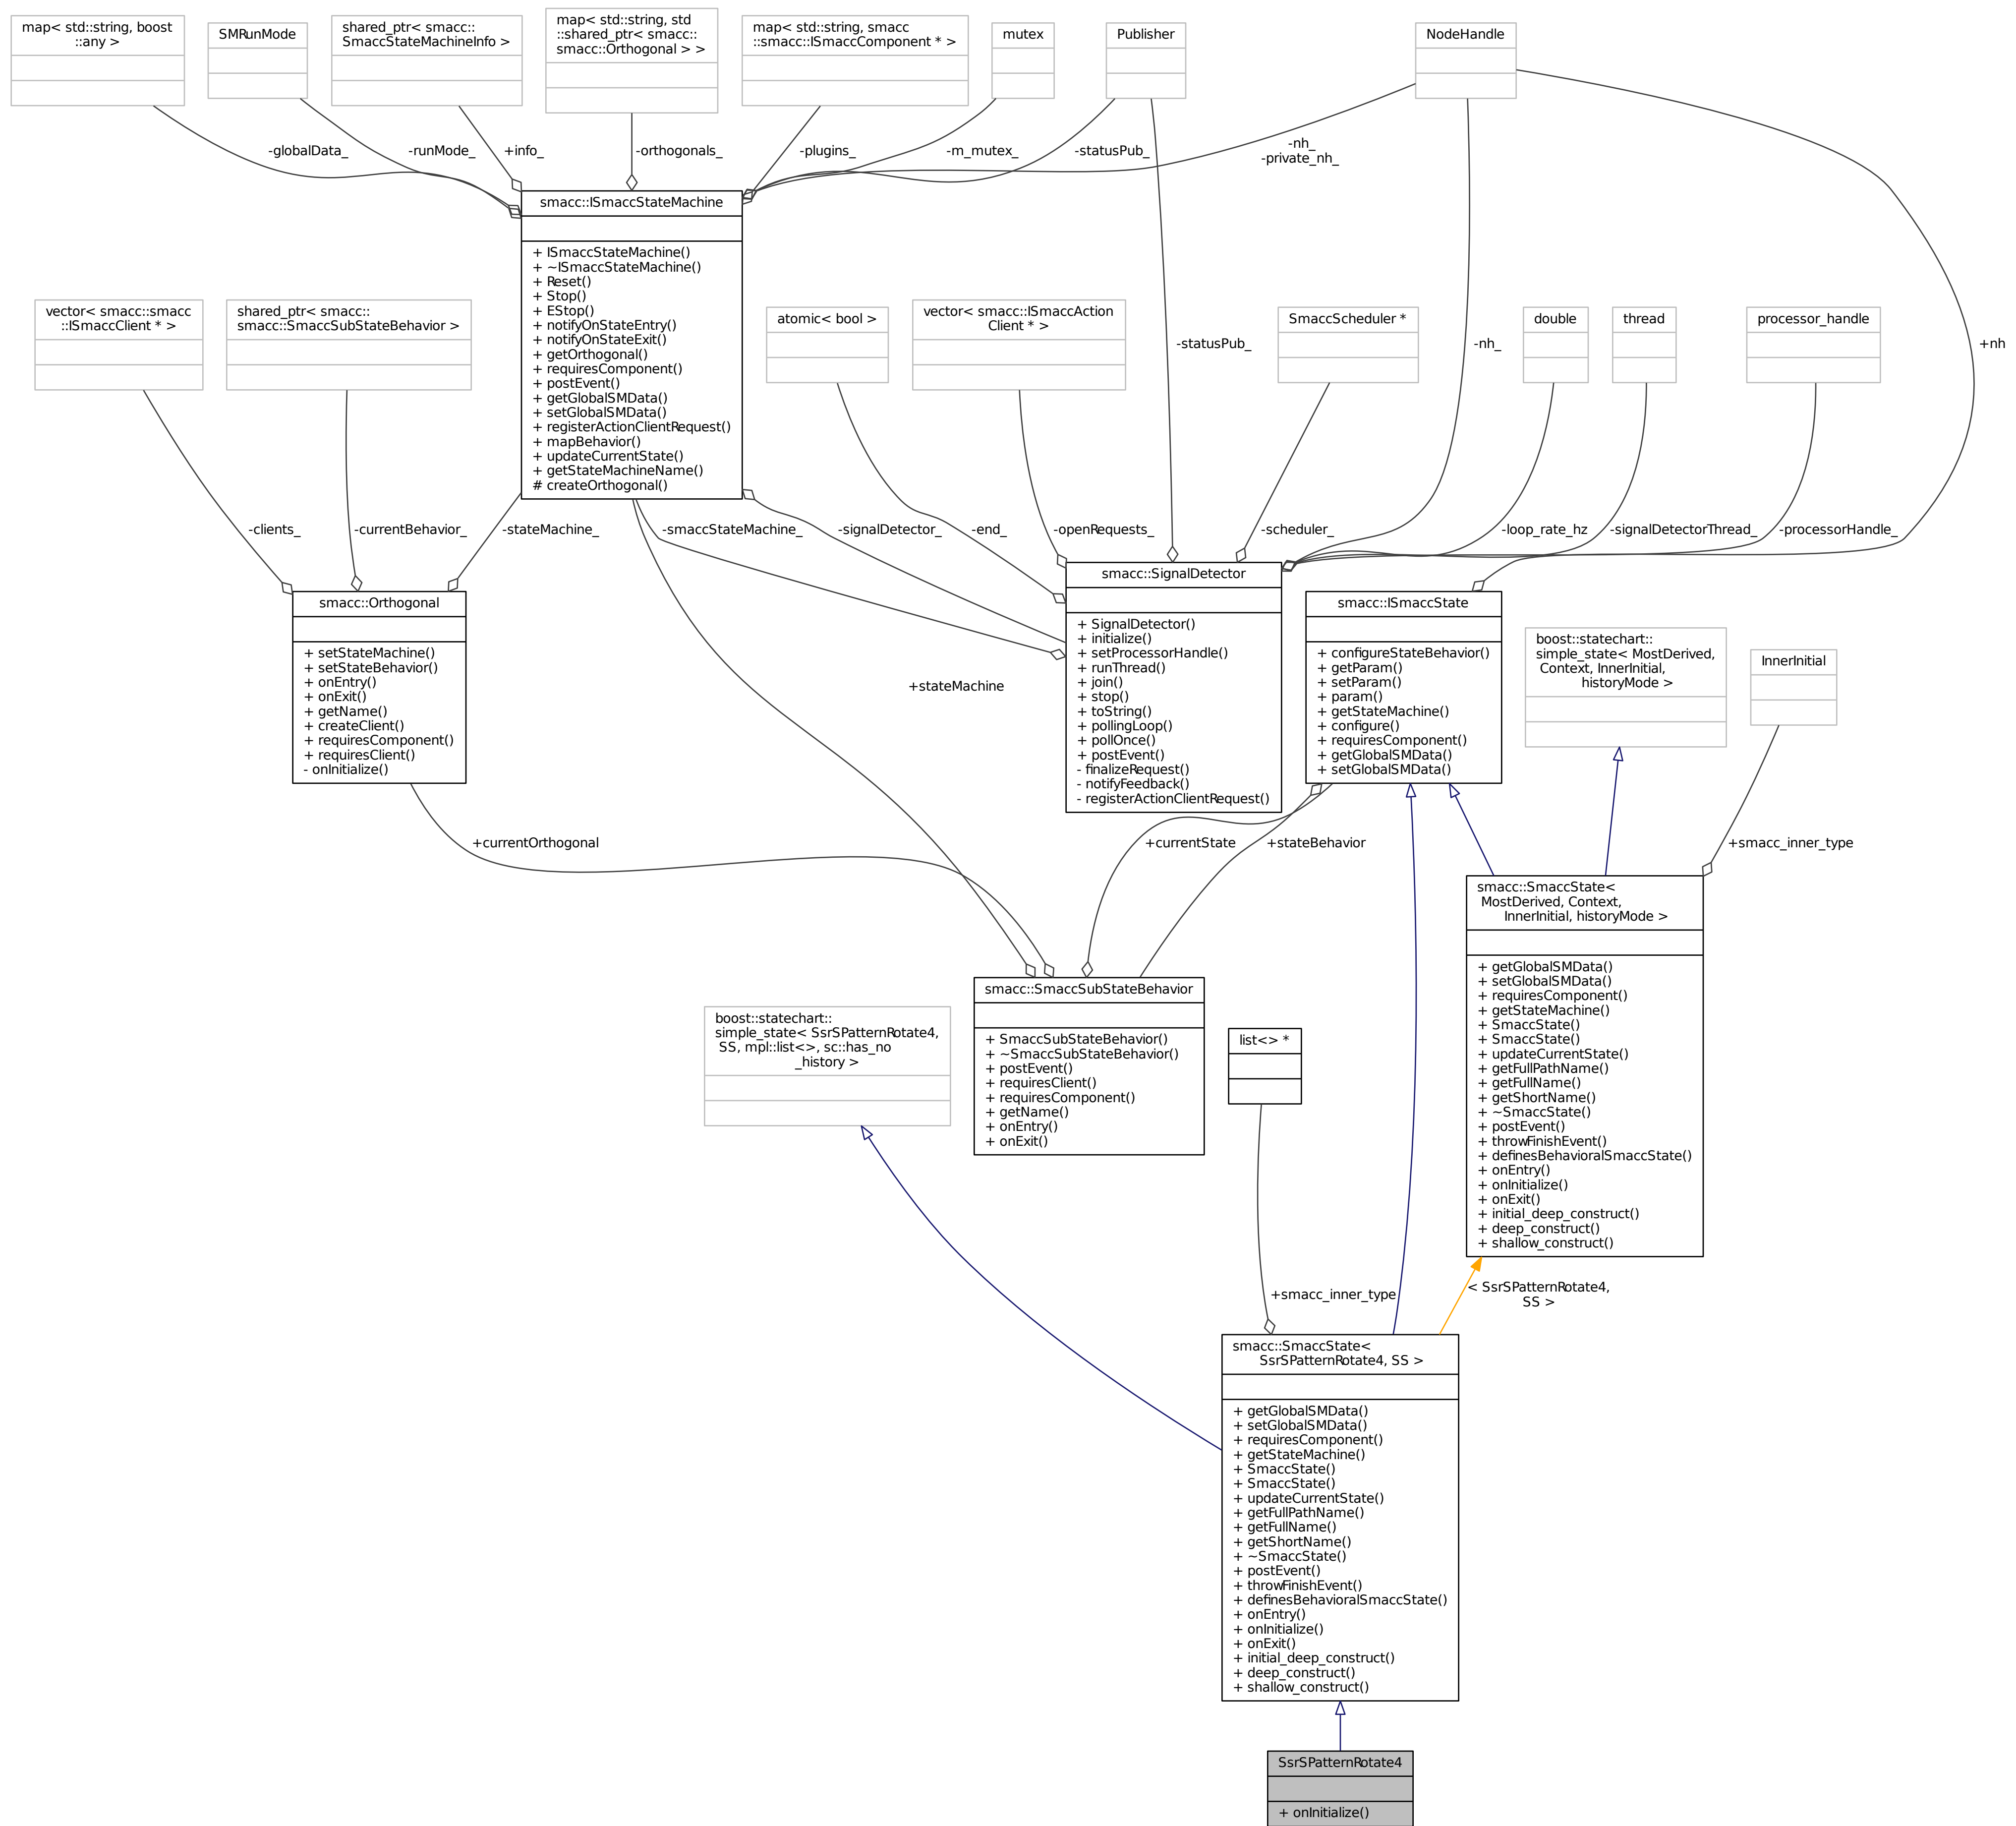 map< std::string, boost
::any >
SMRunMode
shared_ptr< smacc::
SmaccStateMachineInfo >
map< std::string, std
::shared_ptr< smacc::
smacc::Orthogonal > >
map< std::string, smacc
::smacc::ISmaccComponent * >
mutex
Publisher
NodeHandle
-globalData_
-runMode_
+info_
-orthogonals_
-plugins_
-m_mutex_
-statusPub_
-nh_
-private_nh_
smacc::ISmaccStateMachine
+ ISmaccStateMachine()
+ ~ISmaccStateMachine()
+ Reset()
+ Stop()
+ EStop()
+ notifyOnStateEntry()
+ notifyOnStateExit()
+ getOrthogonal()
+ requiresComponent()
+ postEvent()
+ getGlobalSMData()
+ setGlobalSMData()
+ registerActionClientRequest()
+ mapBehavior()
+ updateCurrentState()
+ getStateMachineName()
# createOrthogonal()
vector< smacc::smacc
::ISmaccClient * >
shared_ptr< smacc::
smacc::SmaccSubStateBehavior >
atomic< bool >
vector< smacc::ISmaccAction
Client * >
SmaccScheduler *
double
thread
processor_handle
-statusPub_
-nh_
+nh
-clients_
-currentBehavior_
-stateMachine_
-smaccStateMachine_
-signalDetector_
-end_
-openRequests_
-scheduler_
-loop_rate_hz
-signalDetectorThread_
-processorHandle_
smacc::Orthogonal
+ setStateMachine()
+ setStateBehavior()
+ onEntry()
+ onExit()
+ getName()
+ createClient()
+ requiresComponent()
+ requiresClient()
- onInitialize()
+stateMachine
smacc::SignalDetector
+ SignalDetector()
+ initialize()
+ setProcessorHandle()
+ runThread()
+ join()
+ stop()
+ toString()
+ pollingLoop()
+ pollOnce()
+ postEvent()
- finalizeRequest()
- notifyFeedback()
- registerActionClientRequest()
smacc::ISmaccState
+ configureStateBehavior()
+ getParam()
+ setParam()
+ param()
+ getStateMachine()
+ configure()
+ requiresComponent()
+ getGlobalSMData()
+ setGlobalSMData()
boost::statechart::
simple_state< MostDerived,
Context, InnerInitial,
historyMode >
InnerInitial
+currentOrthogonal
+currentState
+stateBehavior
+smacc_inner_type
smacc::SmaccState<
MostDerived, Context,
InnerInitial, historyMode >
+ getGlobalSMData()
+ setGlobalSMData()
+ requiresComponent()
+ getStateMachine()
+ SmaccState()
+ SmaccState()
+ updateCurrentState()
+ getFullPathName()
+ getFullName()
+ getShortName()
+ ~SmaccState()
+ postEvent()
+ throwFinishEvent()
+ definesBehavioralSmaccState()
+ onEntry()
+ onInitialize()
+ onExit()
+ initial_deep_construct()
+ deep_construct()
+ shallow_construct()
smacc::SmaccSubStateBehavior
+ SmaccSubStateBehavior()
+ ~SmaccSubStateBehavior()
+ postEvent()
+ requiresClient()
+ requiresComponent()
+ getName()
+ onEntry()
+ onExit()
boost::statechart::
simple_state< SsrSPatternRotate4,
SS, mpl::list<>, sc::has_no
_history >
list<> *
+smacc_inner_type
< SsrSPatternRotate4,
SS >
smacc::SmaccState<
SsrSPatternRotate4, SS >
+ getGlobalSMData()
+ setGlobalSMData()
+ requiresComponent()
+ getStateMachine()
+ SmaccState()
+ SmaccState()
+ updateCurrentState()
+ getFullPathName()
+ getFullName()
+ getShortName()
+ ~SmaccState()
+ postEvent()
+ throwFinishEvent()
+ definesBehavioralSmaccState()
+ onEntry()
+ onInitialize()
+ onExit()
+ initial_deep_construct()
+ deep_construct()
+ shallow_construct()
SsrSPatternRotate4
+ onInitialize()